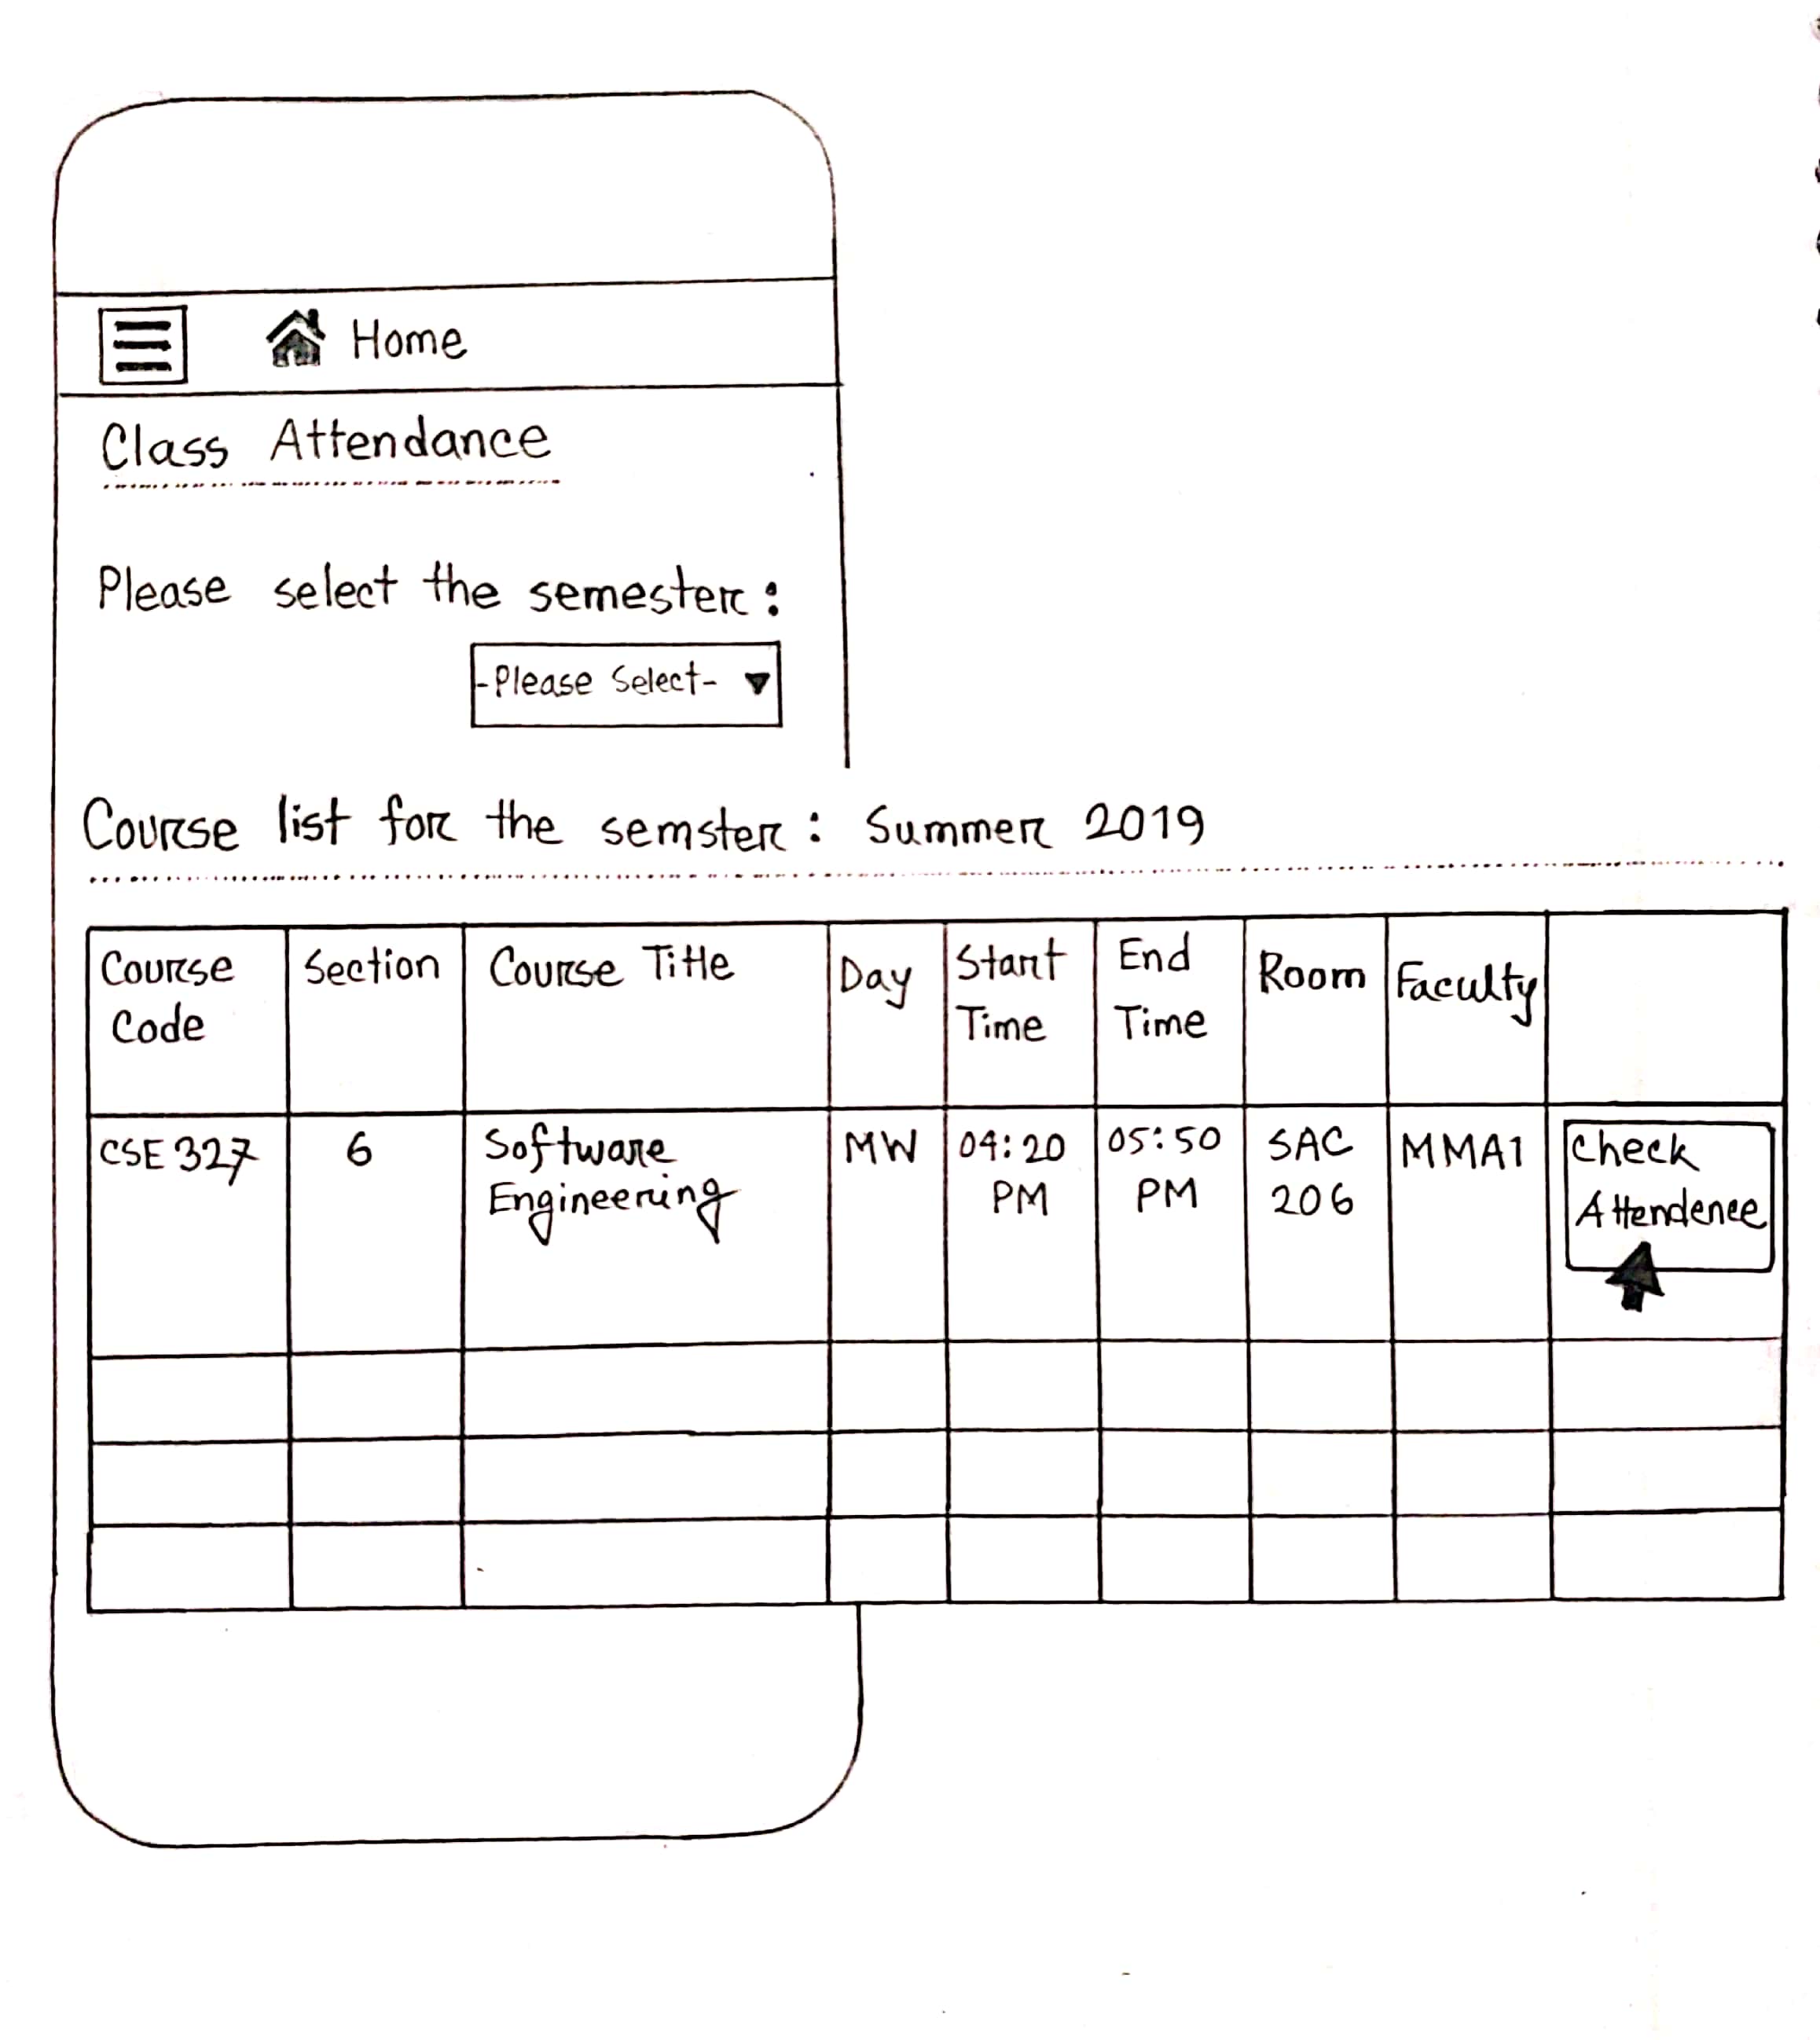 Home
Class Attendance
Please select the semester :
-Please Select-
Course list for the semster : Summer 2019
Course Code
Section
Course Title
Day
Start Time
End Time
Room
Faculty
CSE 327
6
Software Engineering
MW
04:20 PM
05:50 PM
SAC 206
MMA1
Check Attendence